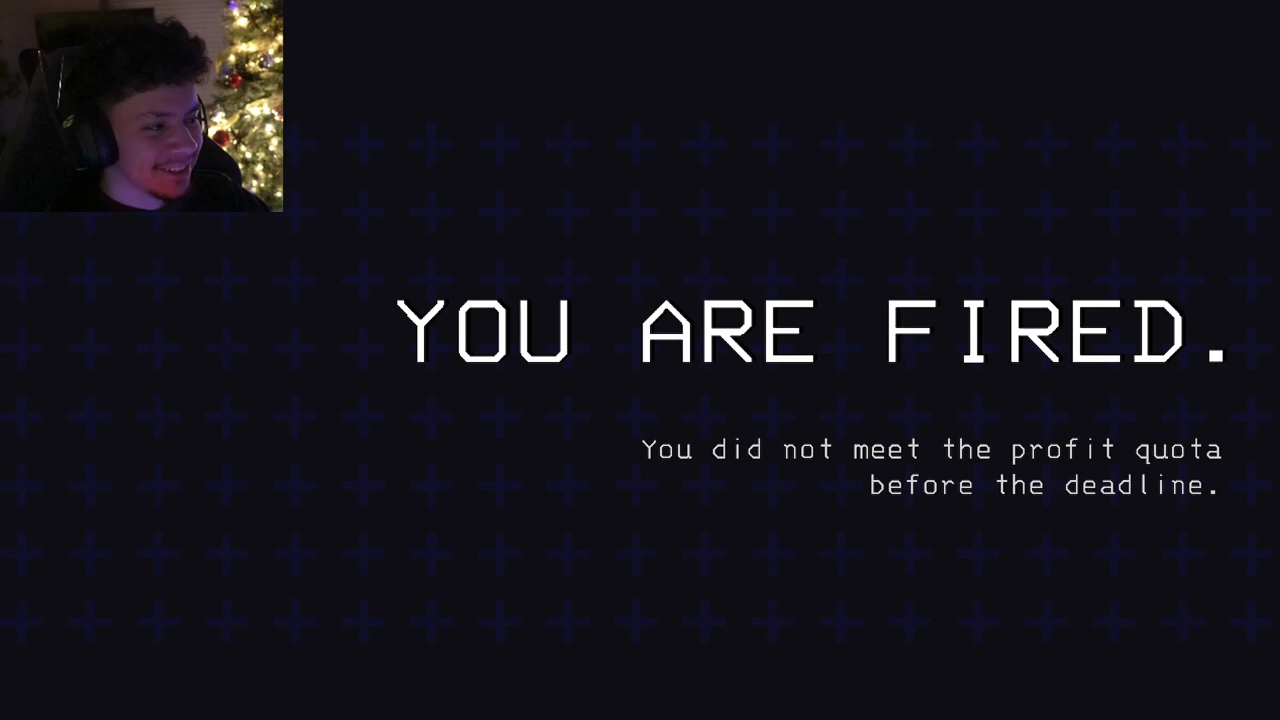 YOU ARE FIRED.
You did not meet the profit quota
before the deadline.